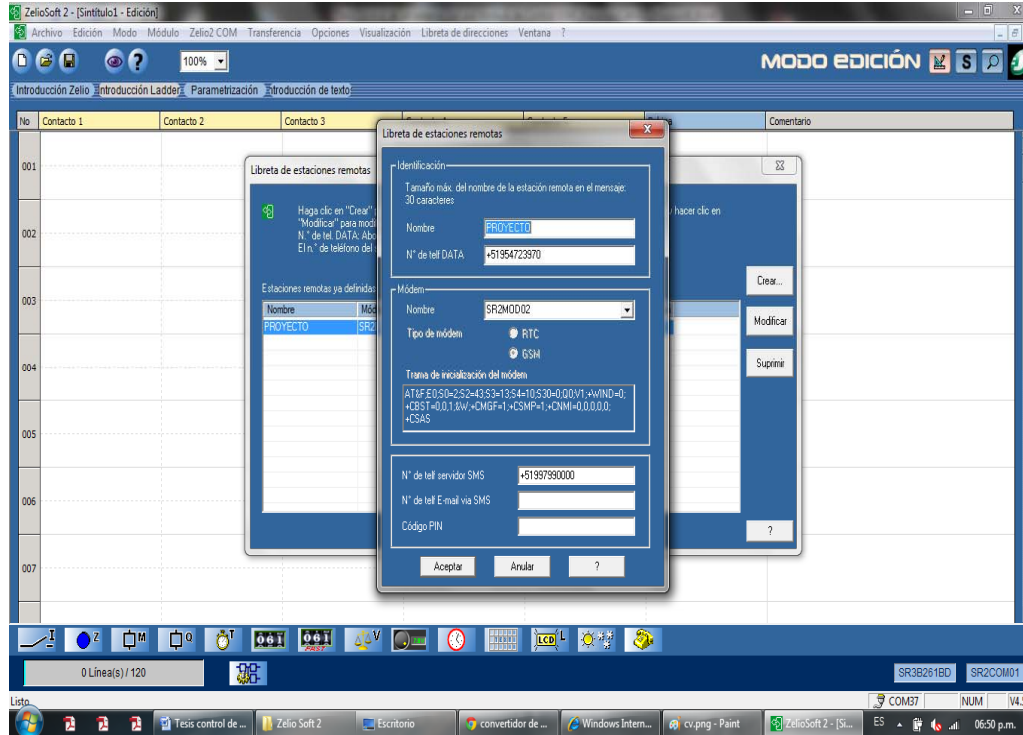 ZelioSoft 2 - [Sintítulo1 - Edición]
Archivo Edición Modo Módulo Zelio2 COM Transferencia Opciones Visualización Libreta de direcciones Ventana ?
100%
MODO EDICIÓN
S
Introducción Zelio Introducción Ladder Parametrización Introducción de texto
No Contacto 1 Contacto 2 Contacto 3 Comentario
001
002
003
004
005
006
007
Libreta de estaciones remotas
Haga clic en "Crear"
/ hacer clic en
"Modificar" para
N.° de tel. DATA:
El n.° de teléfono del
Estaciones remotas ya definidas
Nombre
PROYECTO SR2
Crear...
Modificar
Suprimir
?
Libreta de estaciones remotas
Identificación
Tamaño máx. del nombre de la estación remota en el mensaje:
30 caracteres
Nombre PROYECTO
N° de telf DATA +51954723970
Módem
Nombre SR2MOD02
Tipo de módem RTC
GSM
Trama de inicialización del módem
AT&F;E0;S0=2;S2=43;S3=13;S4=10;S30=0;Q0;V1;+WIND=0;
+CBST=0,0,1;&W;+CMGF=1;+CSMP=1;+CNMI=0,0,0,0,0;
+CSAS
N° de telf servidor SMS +51997990000
N° de telf E-mail via SMS
Código PIN
Aceptar Anular ?
I Z M Q T 061 061 FAST V LCD L
0 Línea(s) / 120
SR3B261BD SR2COM01
Listo
COM37 NUM V4.
Tesis control de ... Zelio Soft 2 Escritorio convertidor de ... Windows Intern... cv.png - Paint ZelioSoft 2 - [Si... ES 06:50 p.m.